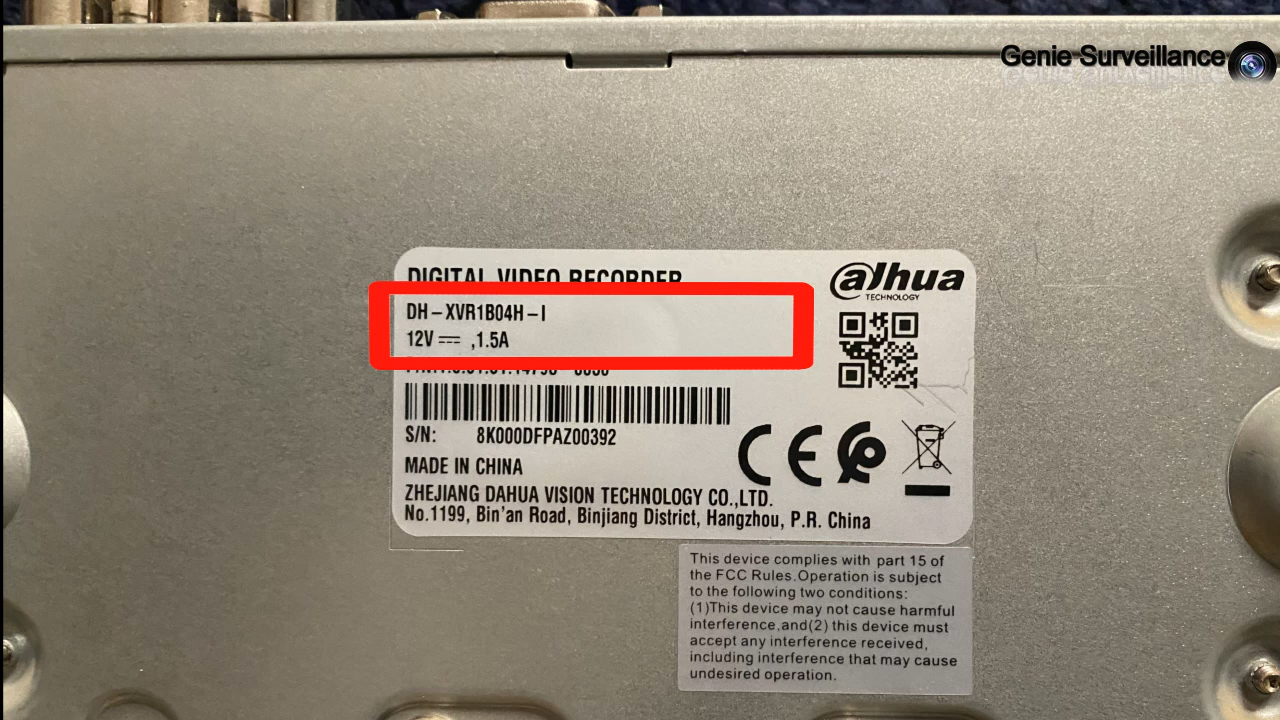 Genie Surveillance
DIGITAL VIDEO RECORDER
alhua
TECHNOLOGY
DH-XVR1B04H-I
12V ⎓ ,1.5A
S/N: 8K000DFPAZ00392
MADE IN CHINA
ZHEJIANG DAHUA VISION TECHNOLOGY CO.,LTD.
No.1199, Bin'an Road, Binjiang District, Hangzhou, P.R. China
CE
This device complies with part 15 of
the FCC Rules.Operation is subject
to the following two conditions:
(1)This device may not cause harmful
interference,and(2) this device must
accept any interference received,
including interference that may cause
undesired operation.